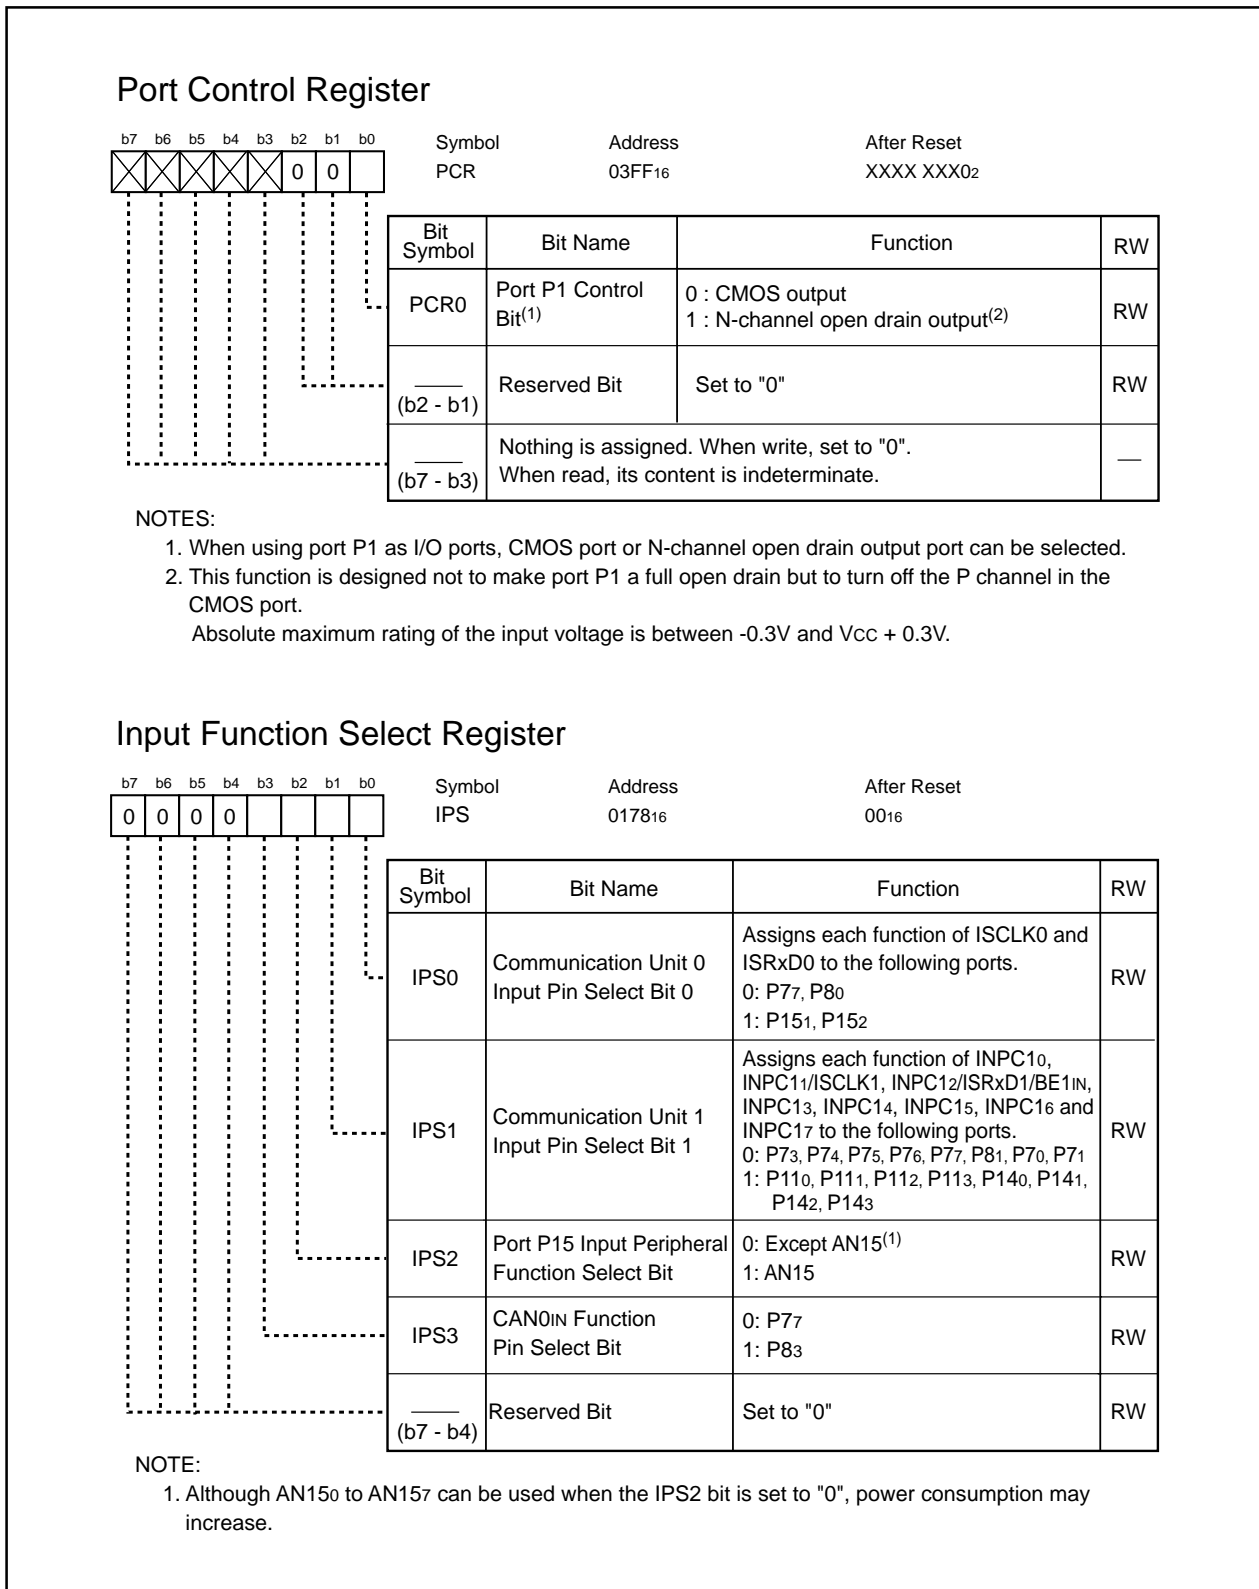 Port Control Register
b7 b6 b5 b4 b3 b2 b1 b0 Symbol Address After Reset
0 0 PCR 03FF16 XXXX XXX02
Bit Symbol Bit Name Function RW
PCR0 Port P1 Control Bit(1) 0 : CMOS output
1 : N-channel open drain output(2) RW
(b2 - b1) Reserved Bit Set to "0" RW
(b7 - b3) Nothing is assigned. When write, set to "0".
When read, its content is indeterminate. —
NOTES:
1. When using port P1 as I/O ports, CMOS port or N-channel open drain output port can be selected.
2. This function is designed not to make port P1 a full open drain but to turn off the P channel in the
CMOS port.
Absolute maximum rating of the input voltage is between -0.3V and VCC + 0.3V.
Input Function Select Register
b7 b6 b5 b4 b3 b2 b1 b0 Symbol Address After Reset
0 0 0 0 IPS 017816 0016
Bit Symbol Bit Name Function RW
IPS0 Communication Unit 0
Input Pin Select Bit 0 Assigns each function of ISCLK0 and
ISRxD0 to the following ports.
0: P77, P80
1: P151, P152 RW
IPS1 Communication Unit 1
Input Pin Select Bit 1 Assigns each function of INPC10,
INPC11/ISCLK1, INPC12/ISRxD1/BE1IN,
INPC13, INPC14, INPC15, INPC16 and
INPC17 to the following ports.
0: P73, P74, P75, P76, P77, P81, P70, P71
1: P110, P111, P112, P113, P140, P141,
P142, P143 RW
IPS2 Port P15 Input Peripheral
Function Select Bit 0: Except AN15(1)
1: AN15 RW
IPS3 CAN0IN Function
Pin Select Bit 0: P77
1: P83 RW
(b7 - b4) Reserved Bit Set to "0" RW
NOTE:
1. Although AN150 to AN157 can be used when the IPS2 bit is set to "0", power consumption may
increase.